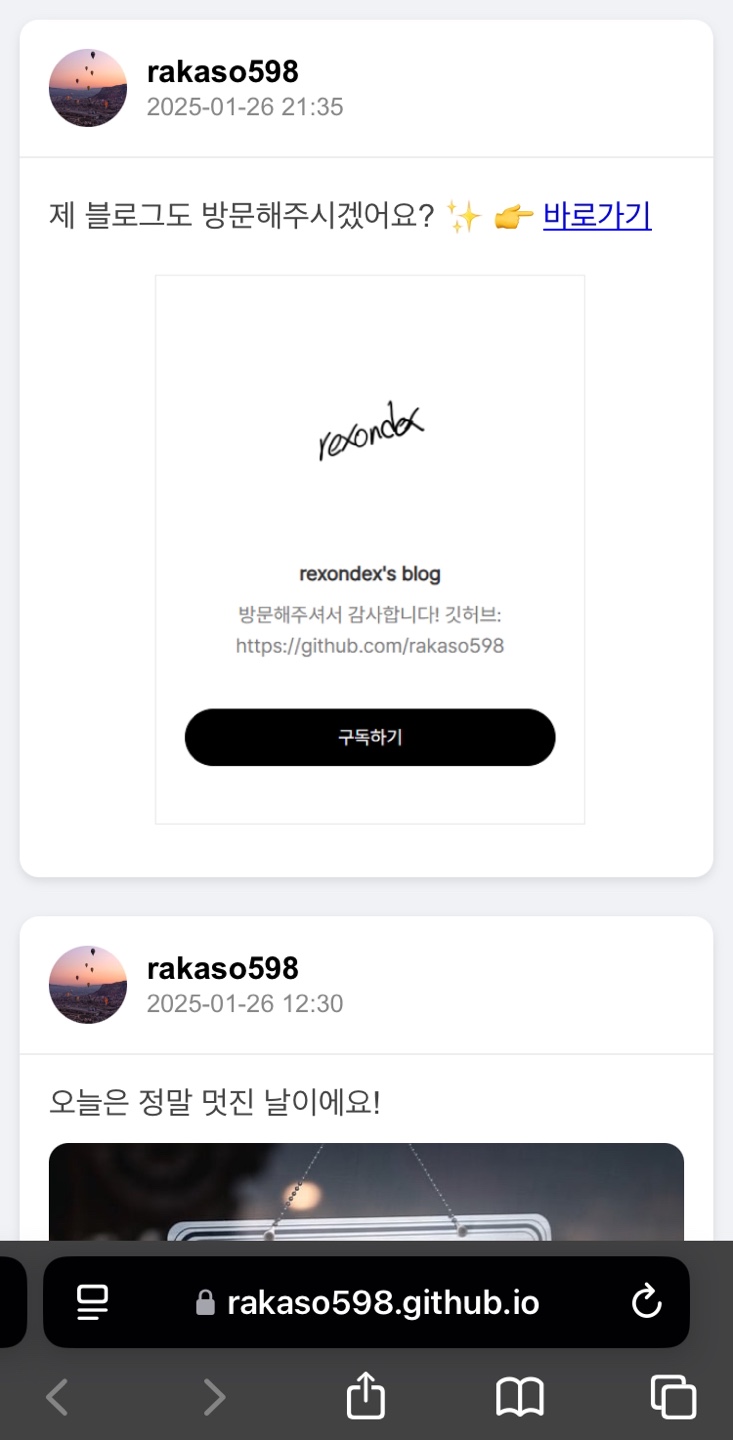 rakaso598
2025-01-26 21:35
제 블로그도 방문해주시겠어요? ✨ 👉 바로가기
rexondex
rexondex's blog
방문해주셔서 감사합니다! 깃허브:
https://github.com/rakaso598
구독하기
rakaso598
2025-01-26 12:30
오늘은 정말 멋진 날이에요!
rakaso598.github.io